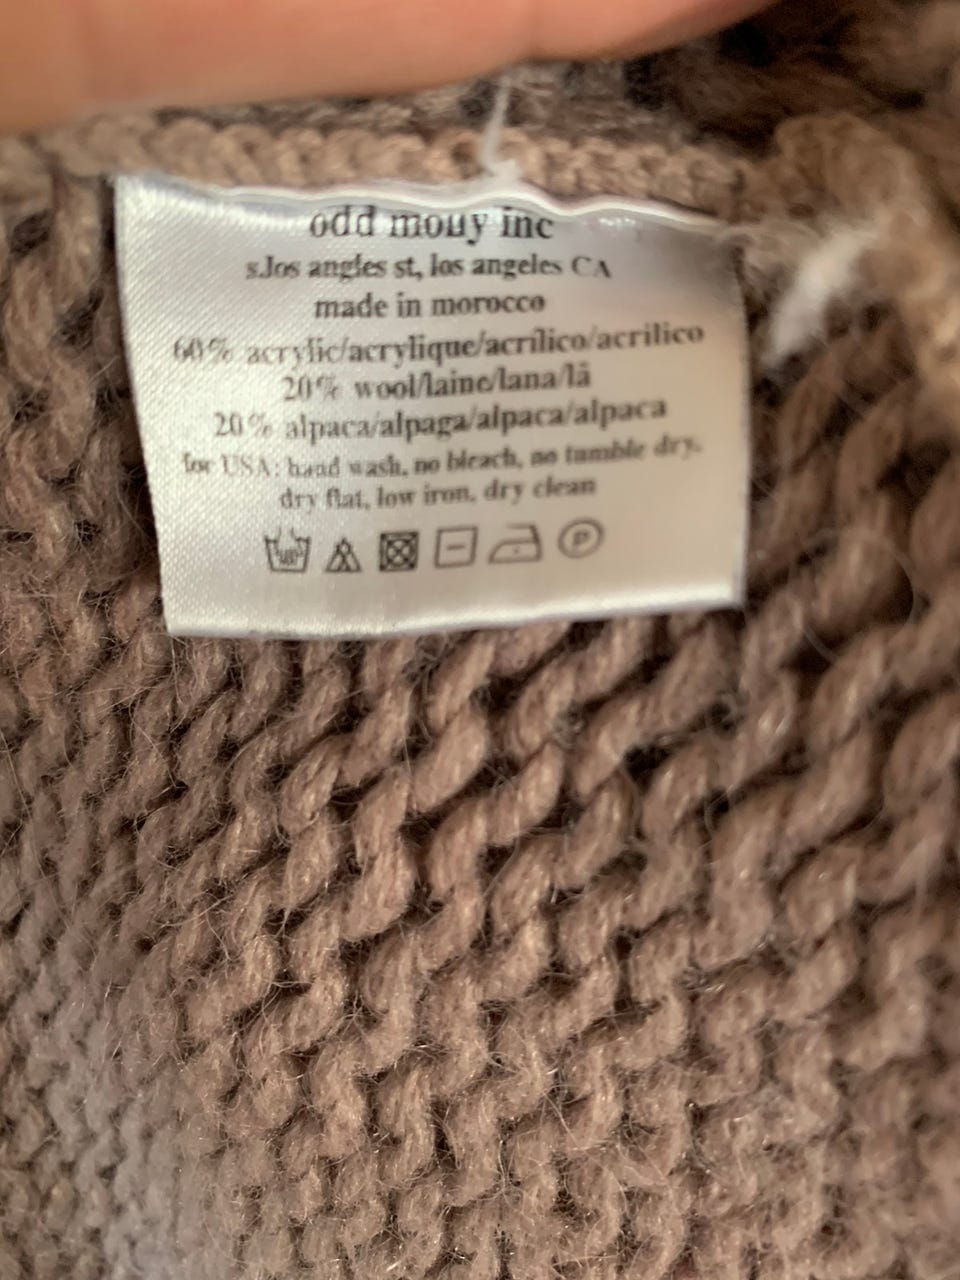 odd molly inc
s.los angles st, los angeles CA
made in morocco
60% acrylic/acrylique/acrílico/acrilico
20% wool/laine/lana/lã
20% alpaca/alpaga/alpaca/alpaca
for USA: hand wash, no bleach, no tumble dry,
dry flat, low iron, dry clean
P